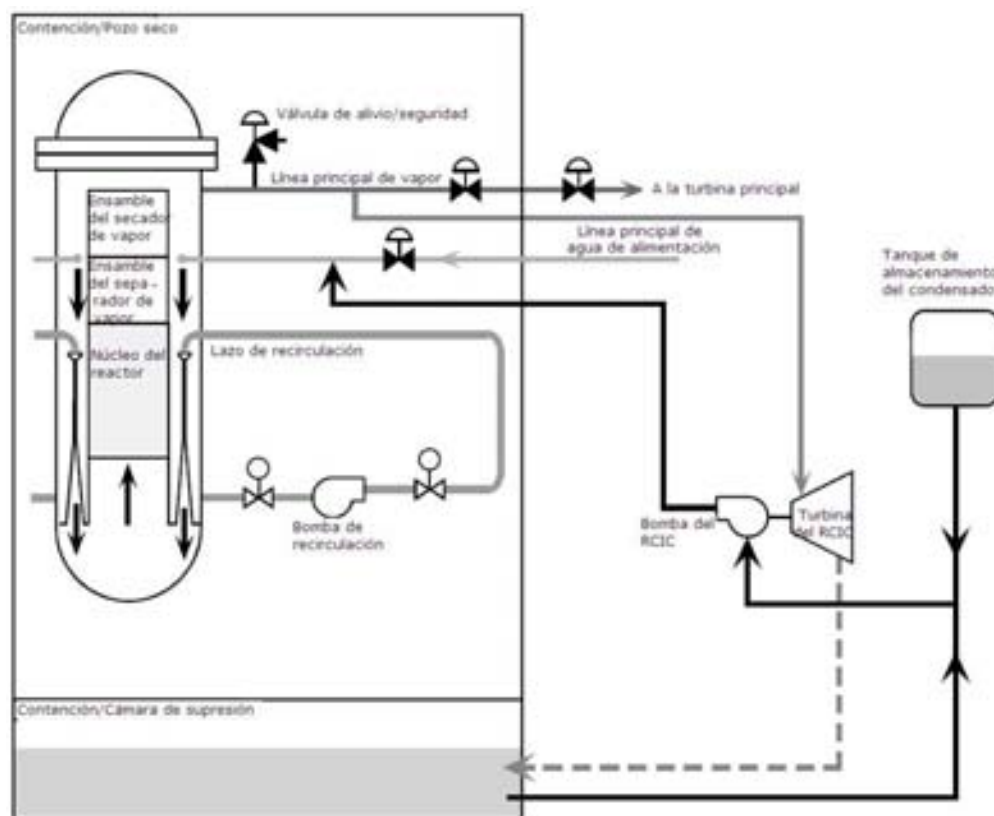 Contención/Pozo seco
Válvula de alivio/seguridad
Línea principal de vapor
A la turbina principal
Ensamble
del secador
de vapor
Línea principal de
agua de alimentación
Ensamble
del sepa-
rador de
vapor
Tanque de
almacenamiento
del condensado
Lazo de recirculación
Núcleo del
reactor
Bomba de
recirculación
Bomba del
RCIC
Turbina
del RCIC
Contención/Cámara de supresión